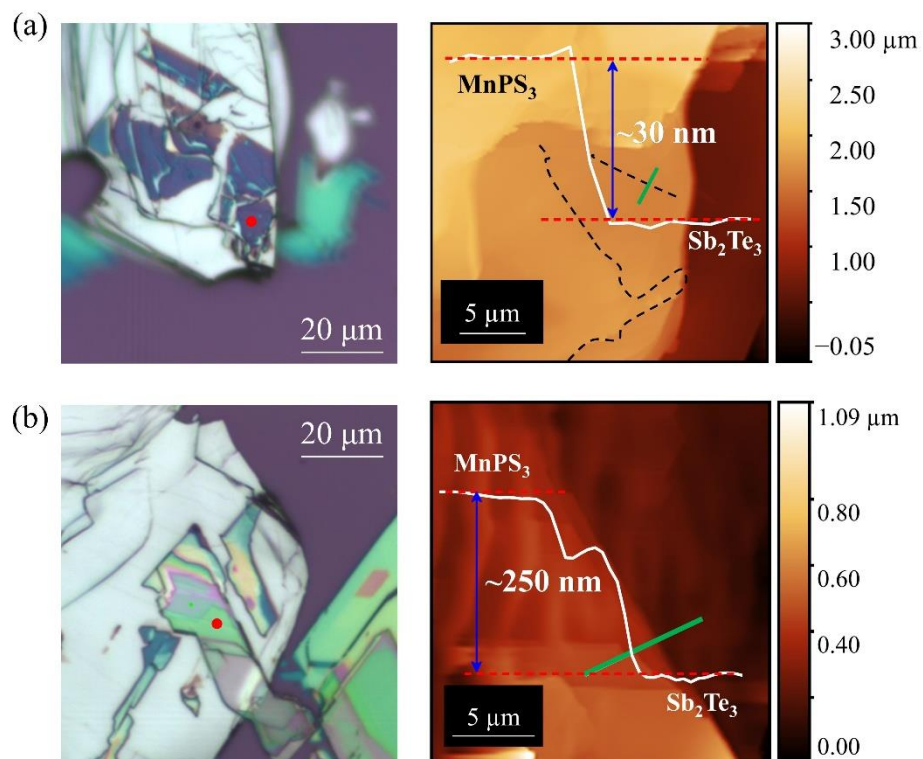 (a)
20 μm
MnPS₃
~30 nm
Sb₂Te₃
5 μm
3.00 μm
2.50
2.00
1.50
1.00
−0.05
(b)
20 μm
MnPS₃
~250 nm
Sb₂Te₃
5 μm
1.09 μm
0.80
0.60
0.40
0.00